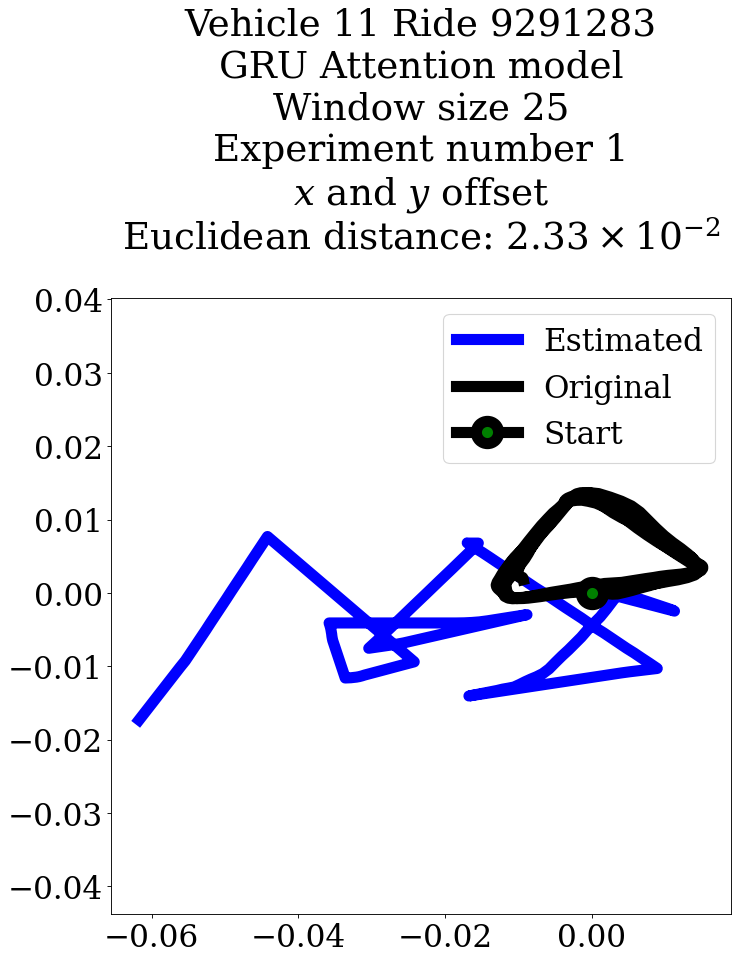 Vehicle 11 Ride 9291283
GRU Attention model
Window size 25
Experiment number 1
x and y offset
Euclidean distance: 2.33 × 10⁻²
Estimated
Original
Start
0.04
0.03
0.02
0.01
0.00
−0.01
−0.02
−0.03
−0.04
−0.06
−0.04
−0.02
0.00